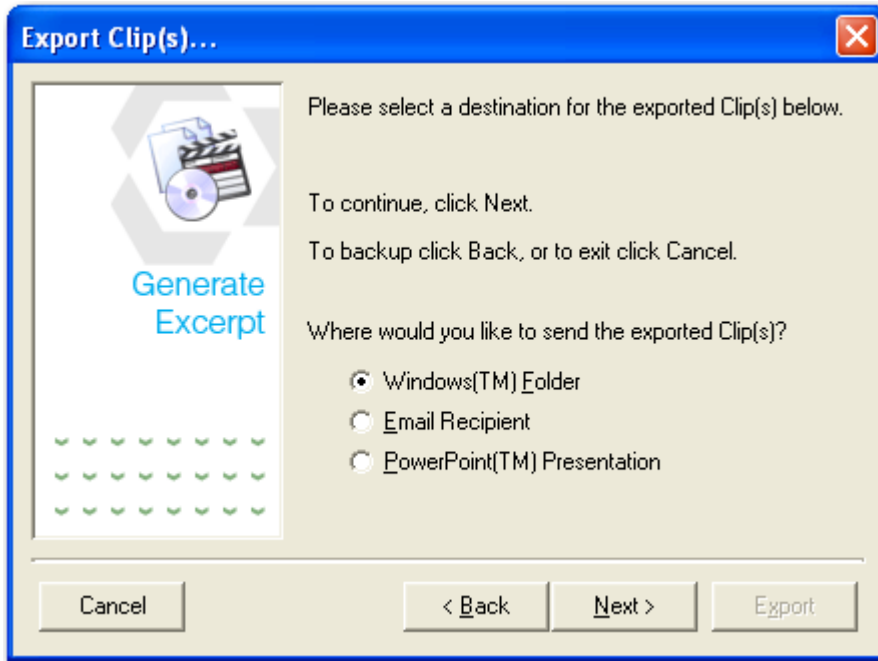 Export Clip(s)...
Please select a destination for the exported Clip(s) below.
To continue, click Next.
To backup click Back, or to exit click Cancel.
Generate
Excerpt
Where would you like to send the exported Clip(s)?
Windows(TM) Folder
Email Recipient
PowerPoint(TM) Presentation
Cancel
< Back
Next >
Export